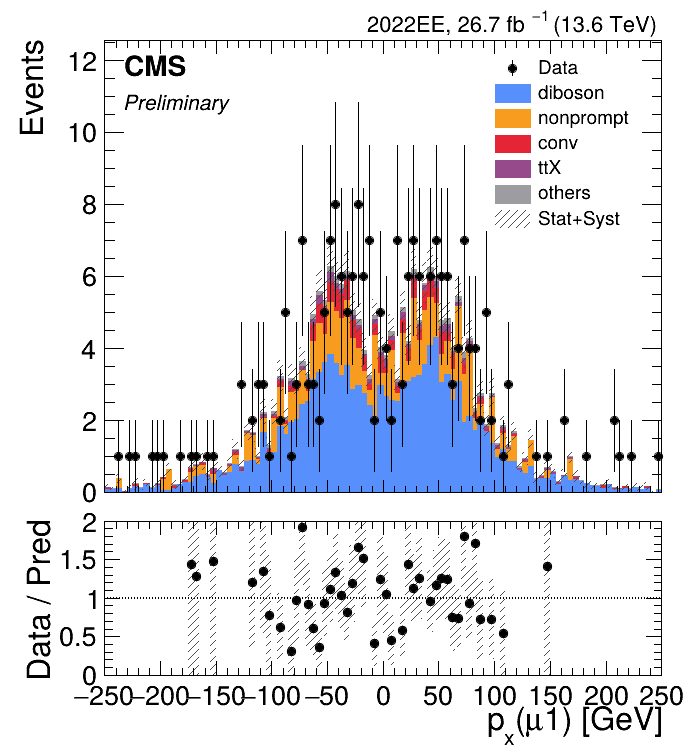 2022EE, 26.7 fb⁻¹ (13.6 TeV)
CMS
Preliminary
Events
12
10
8
6
4
2
0
Data
diboson
nonprompt
conv
ttX
others
Stat+Syst
Data / Pred
2
1.5
1
0.5
0
−250 −200 −150 −100 −50 0 50 100 150 200 250
pₓ(μ1) [GeV]